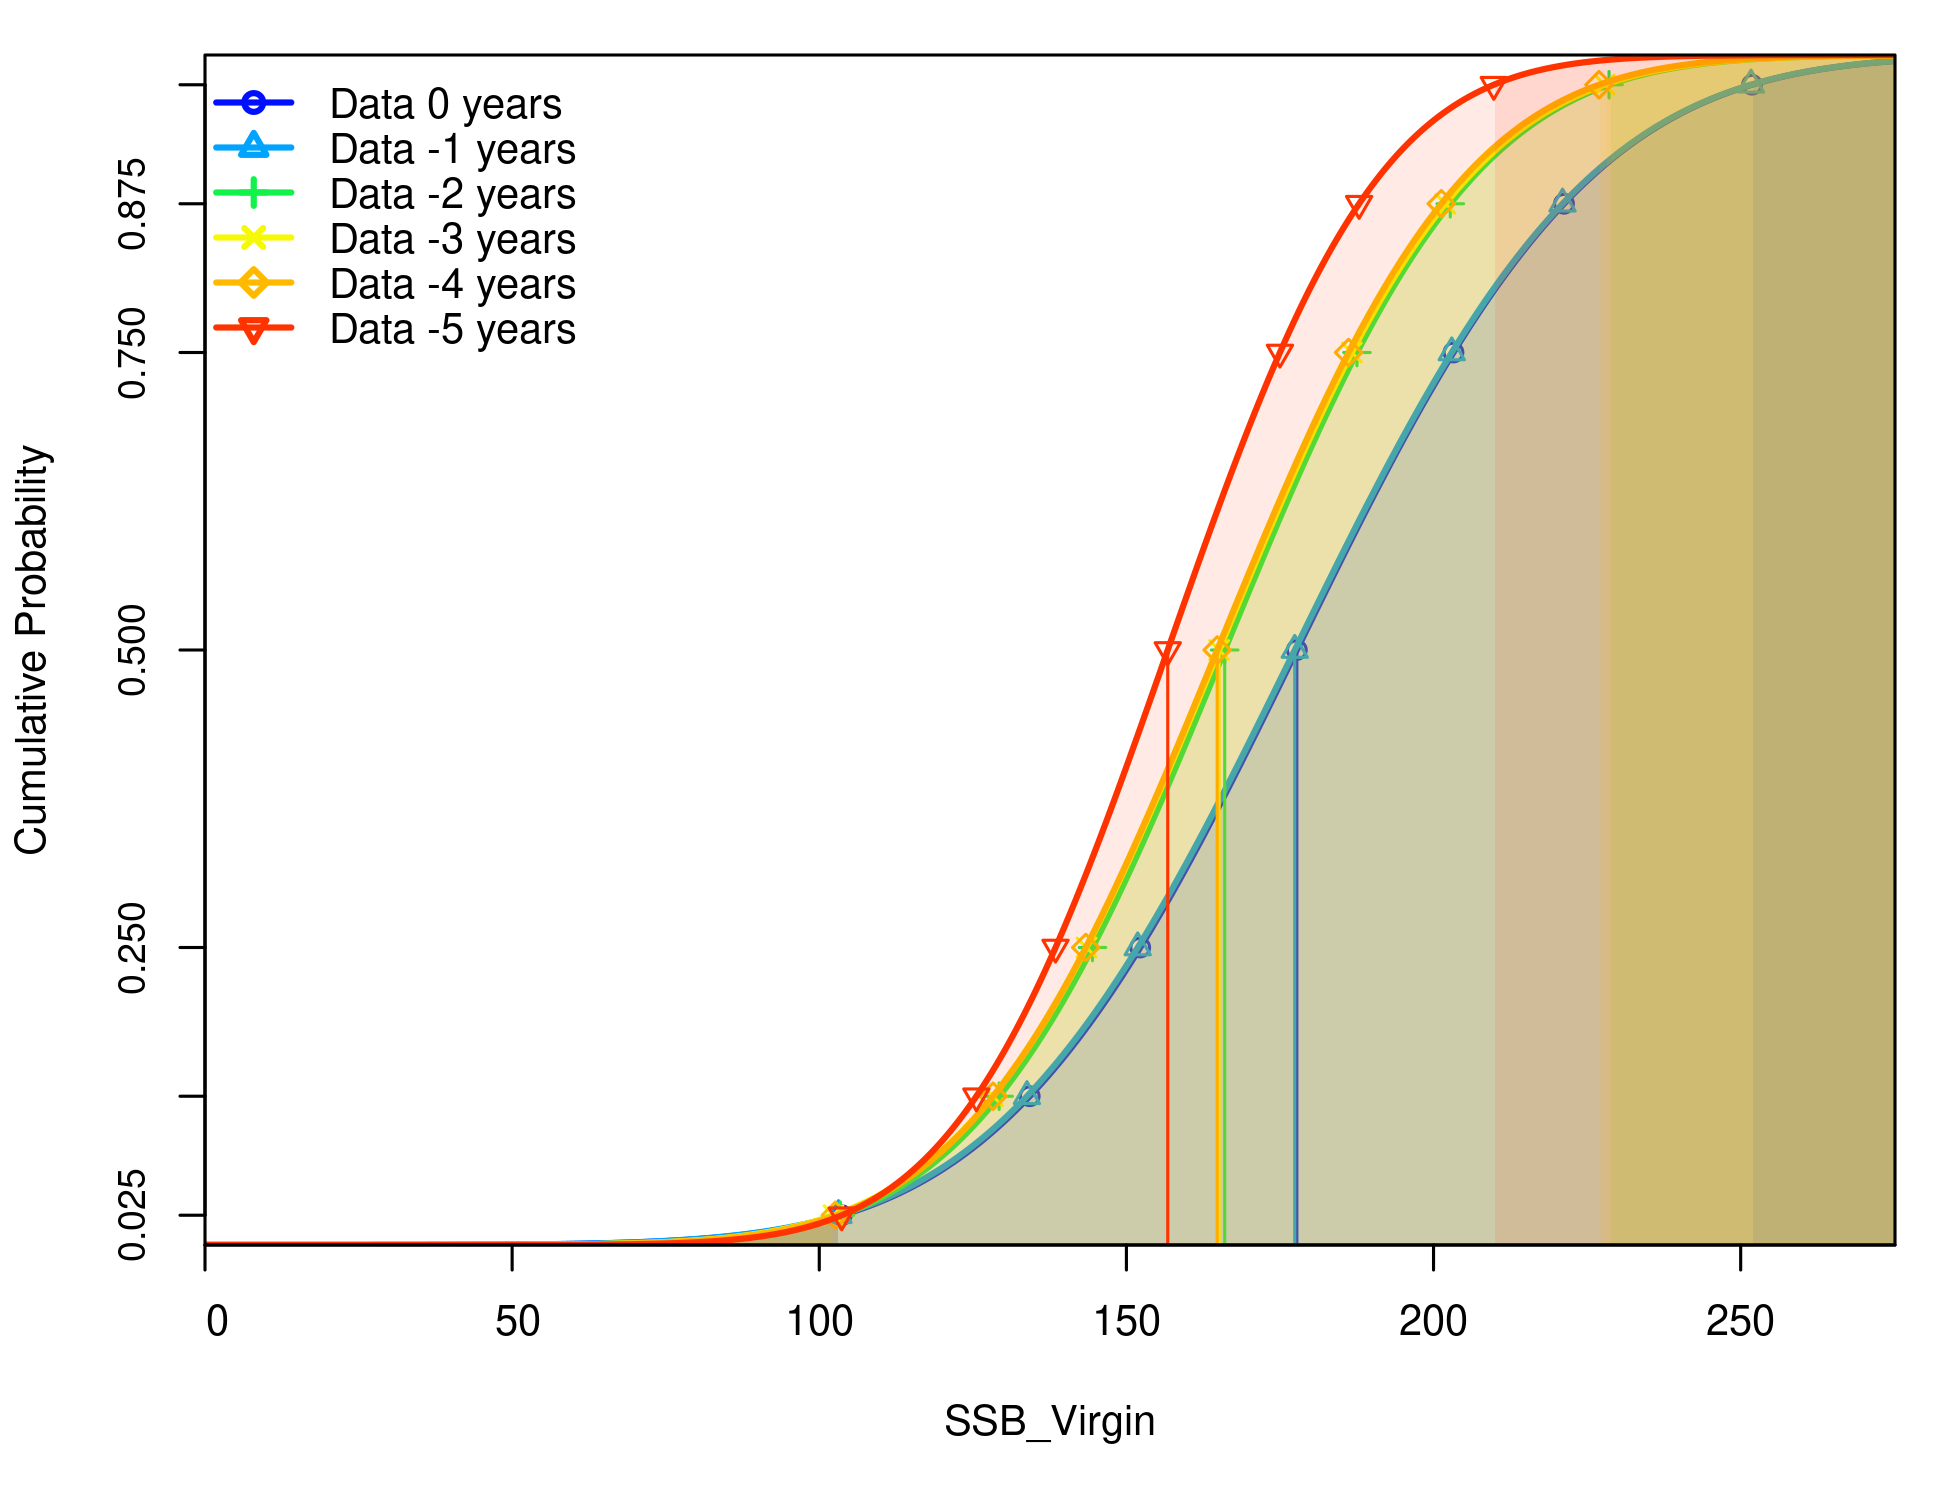 Data 0 years
Data -1 years
Data -2 years
Data -3 years
Data -4 years
Data -5 years
0.875
0.750
0.500
0.250
0.025
Cumulative Probability
0 50 100 150 200 250
SSB_Virgin